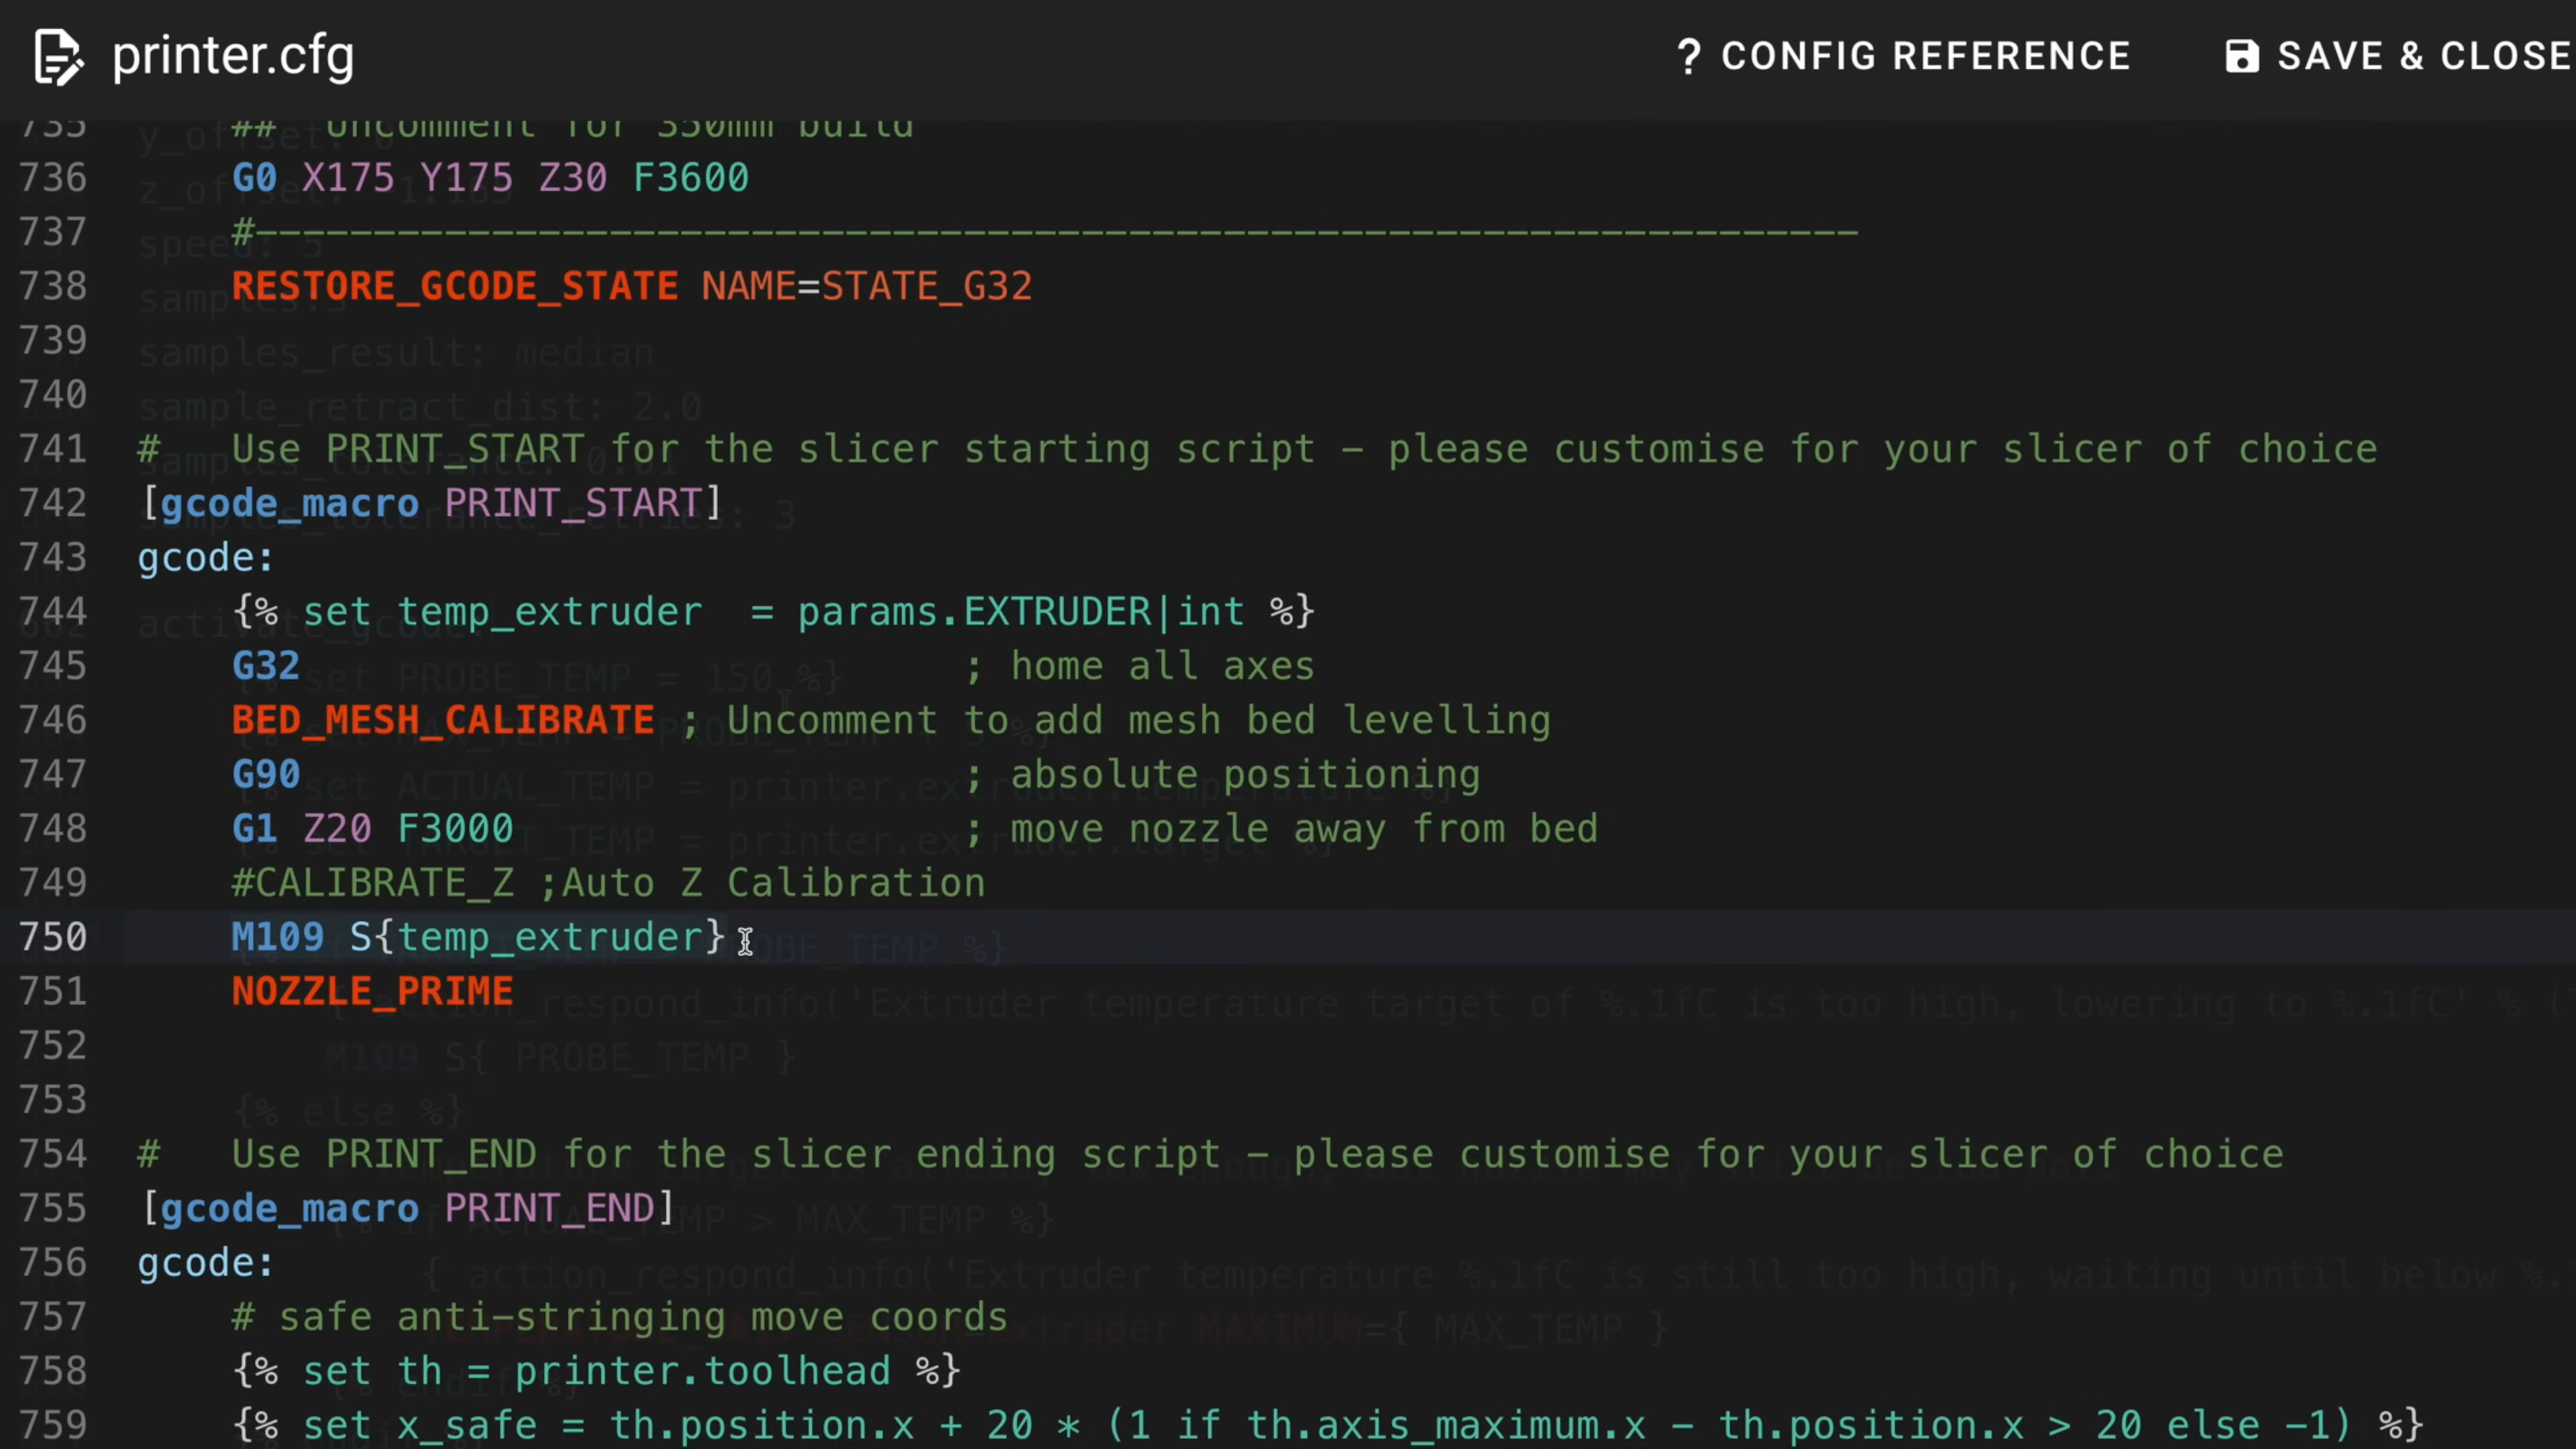 printer.cfg
? CONFIG REFERENCE
SAVE & CLOSE
735 ## Uncomment for 350mm build
736 G0 X175 Y175 Z30 F3600
737 #--------------------------------------------------------------------
738 RESTORE_GCODE_STATE NAME=STATE_G32
739
740
741 #   Use PRINT_START for the slicer starting script - please customise for your slicer of choice
742 [gcode_macro PRINT_START]
743 gcode:
744     {% set temp_extruder  = params.EXTRUDER|int %}
745     G32                            ; home all axes
746     BED_MESH_CALIBRATE ; Uncomment to add mesh bed levelling
747     G90                            ; absolute positioning
748     G1 Z20 F3000                   ; move nozzle away from bed
749     #CALIBRATE_Z ;Auto Z Calibration
750     M109 S{temp_extruder}
751     NOZZLE_PRIME
752
753
754 #   Use PRINT_END for the slicer ending script - please customise for your slicer of choice
755 [gcode_macro PRINT_END]
756 gcode:
757     # safe anti-stringing move coords
758     {% set th = printer.toolhead %}
759     {% set x_safe = th.position.x + 20 * (1 if th.axis_maximum.x - th.position.x > 20 else -1) %}